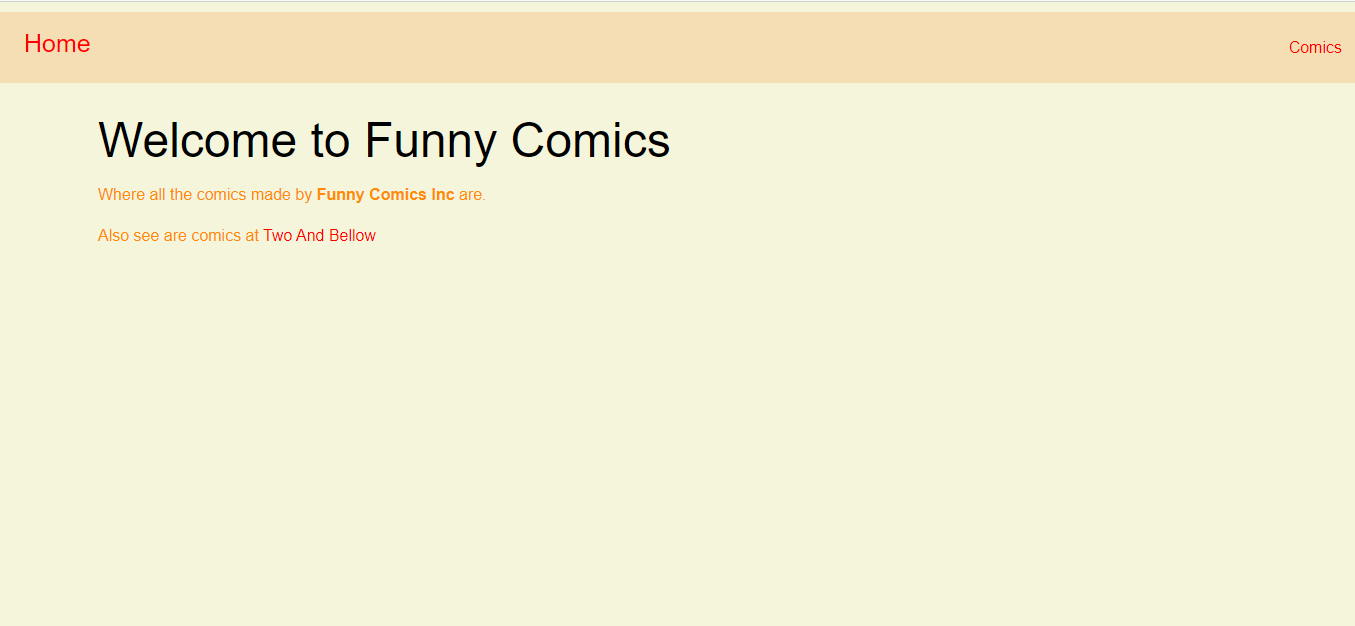 Home
Comics
Welcome to Funny Comics
Where all the comics made by Funny Comics Inc are.
Also see are comics at Two And Bellow